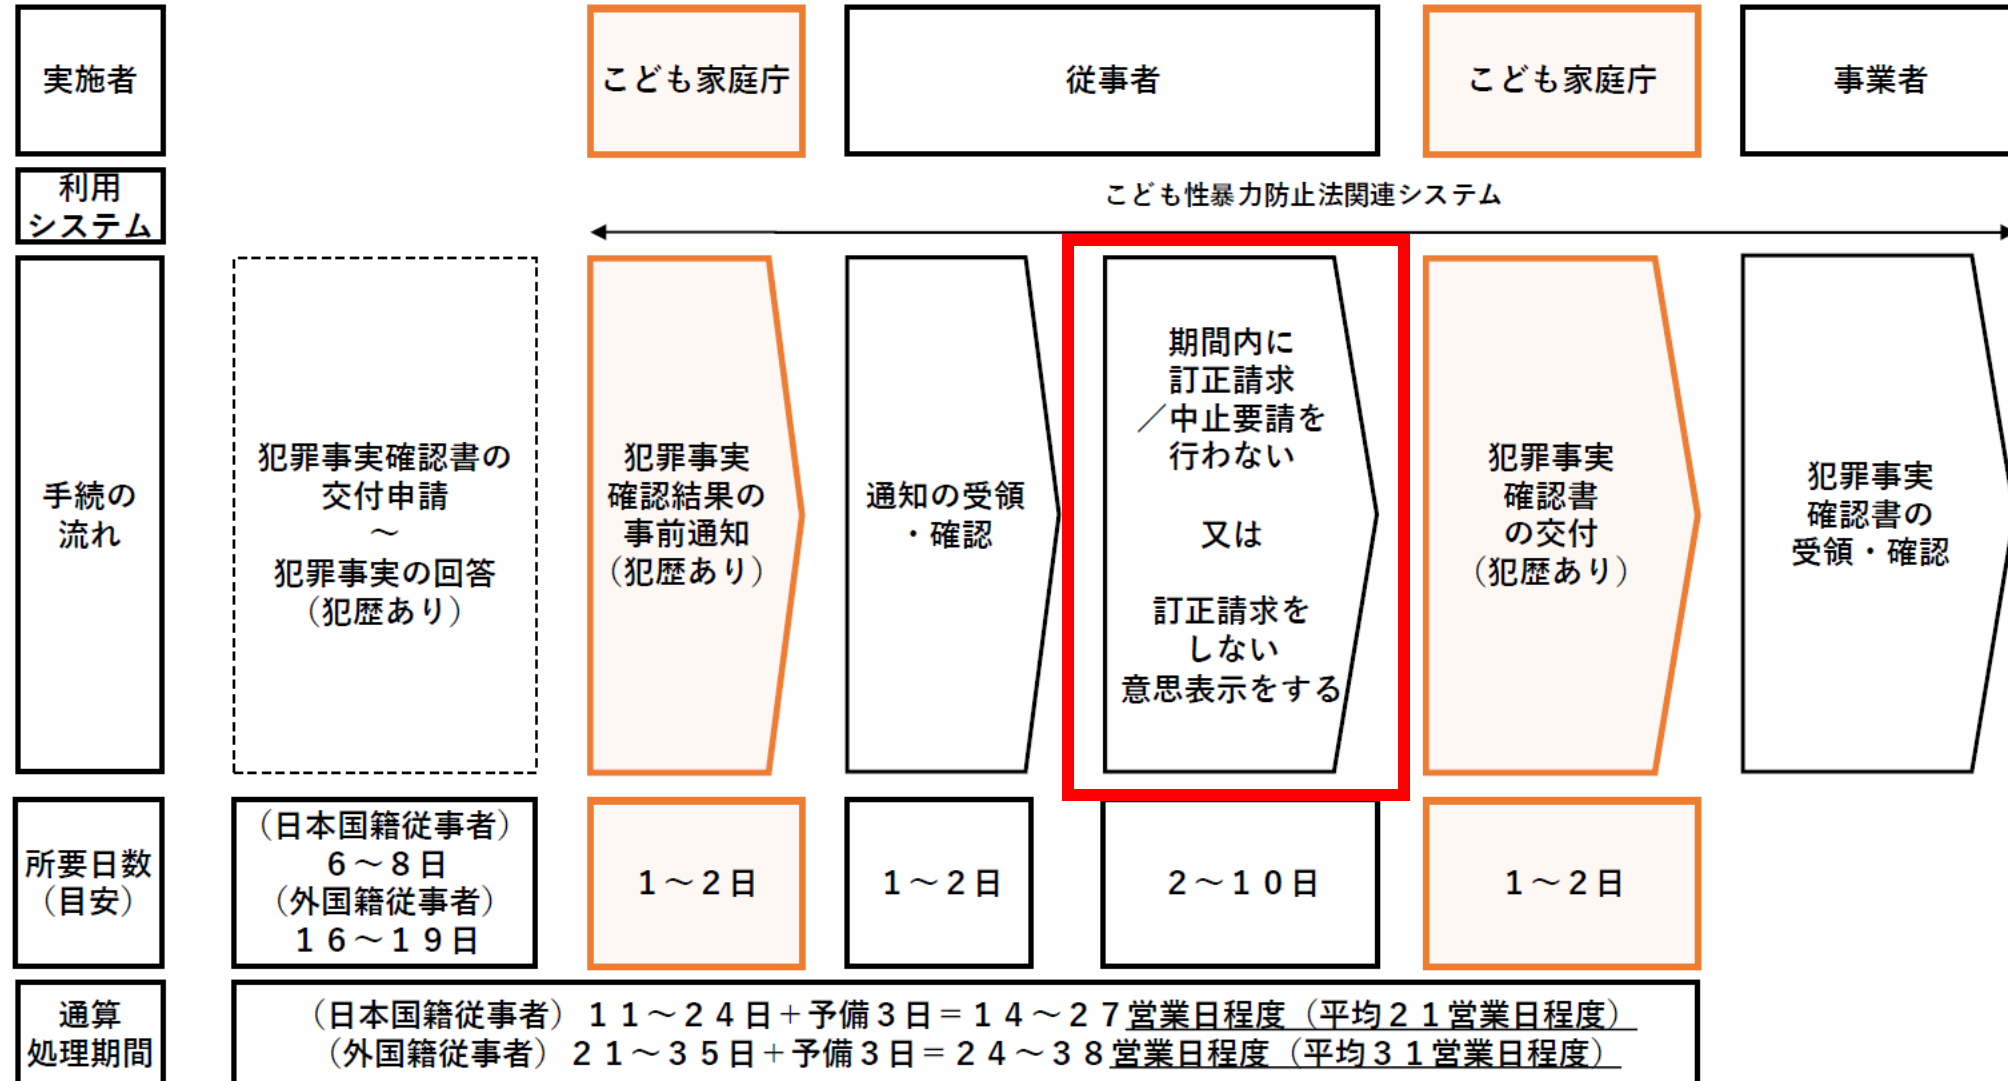 実施者
こども家庭庁
従事者
こども家庭庁
事業者
利用
システム
こども性暴力防止法関連システム
手続の
流れ
犯罪事実確認書の
交付申請
～
犯罪事実の回答
（犯歴あり）
犯罪事実
確認結果の
事前通知
（犯歴あり）
通知の受領
・確認
期間内に
訂正請求
／中止要請を
行わない
又は
訂正請求を
しない
意思表示をする
犯罪事実
確認書
の交付
（犯歴あり）
犯罪事実
確認書の
受領・確認
所要日数
（目安）
（日本国籍従事者）
６～８日
（外国籍従事者）
１６～１９日
１～２日
１～２日
２～１０日
１～２日
通算
処理期間
（日本国籍従事者）１１～２４日＋予備３日＝１４～２７営業日程度（平均２１営業日程度）
（外国籍従事者）２１～３５日＋予備３日＝２４～３８営業日程度（平均３１営業日程度）